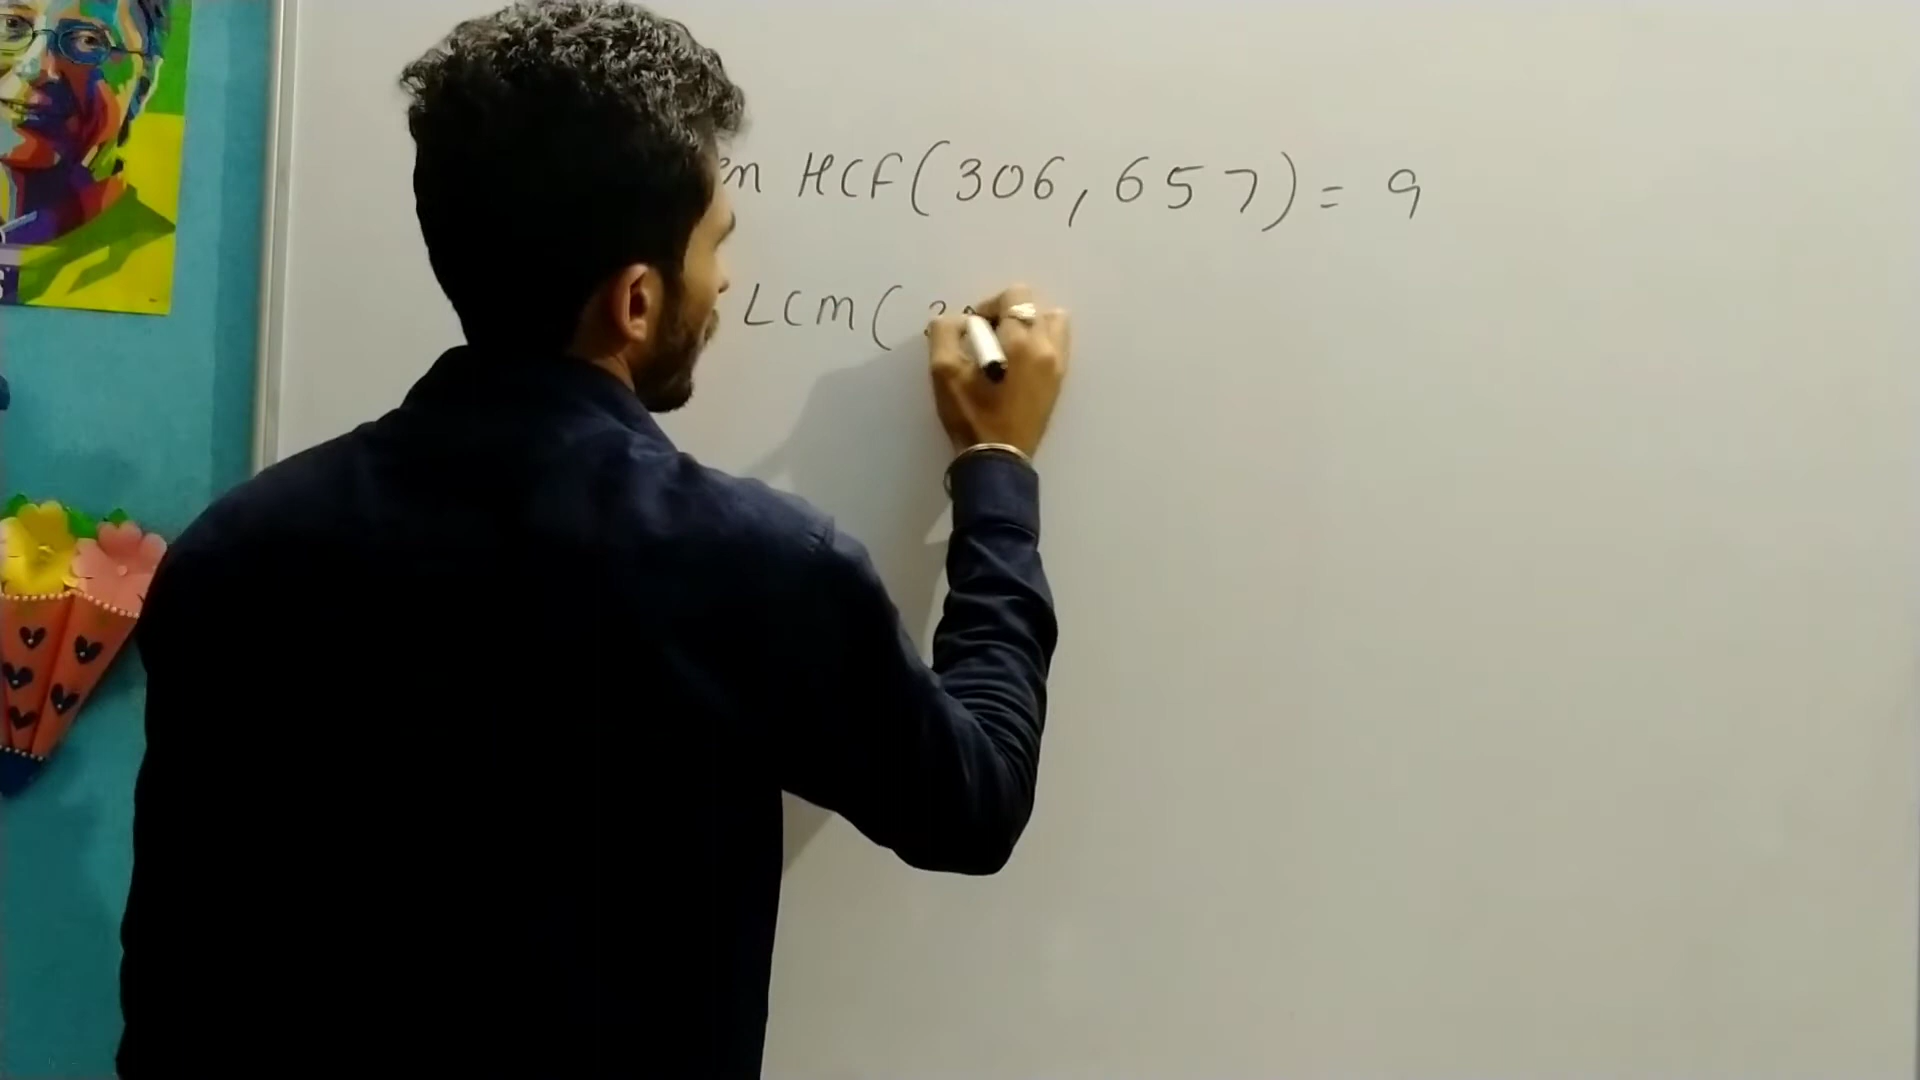 HCF(306, 657) = 9
LCM(